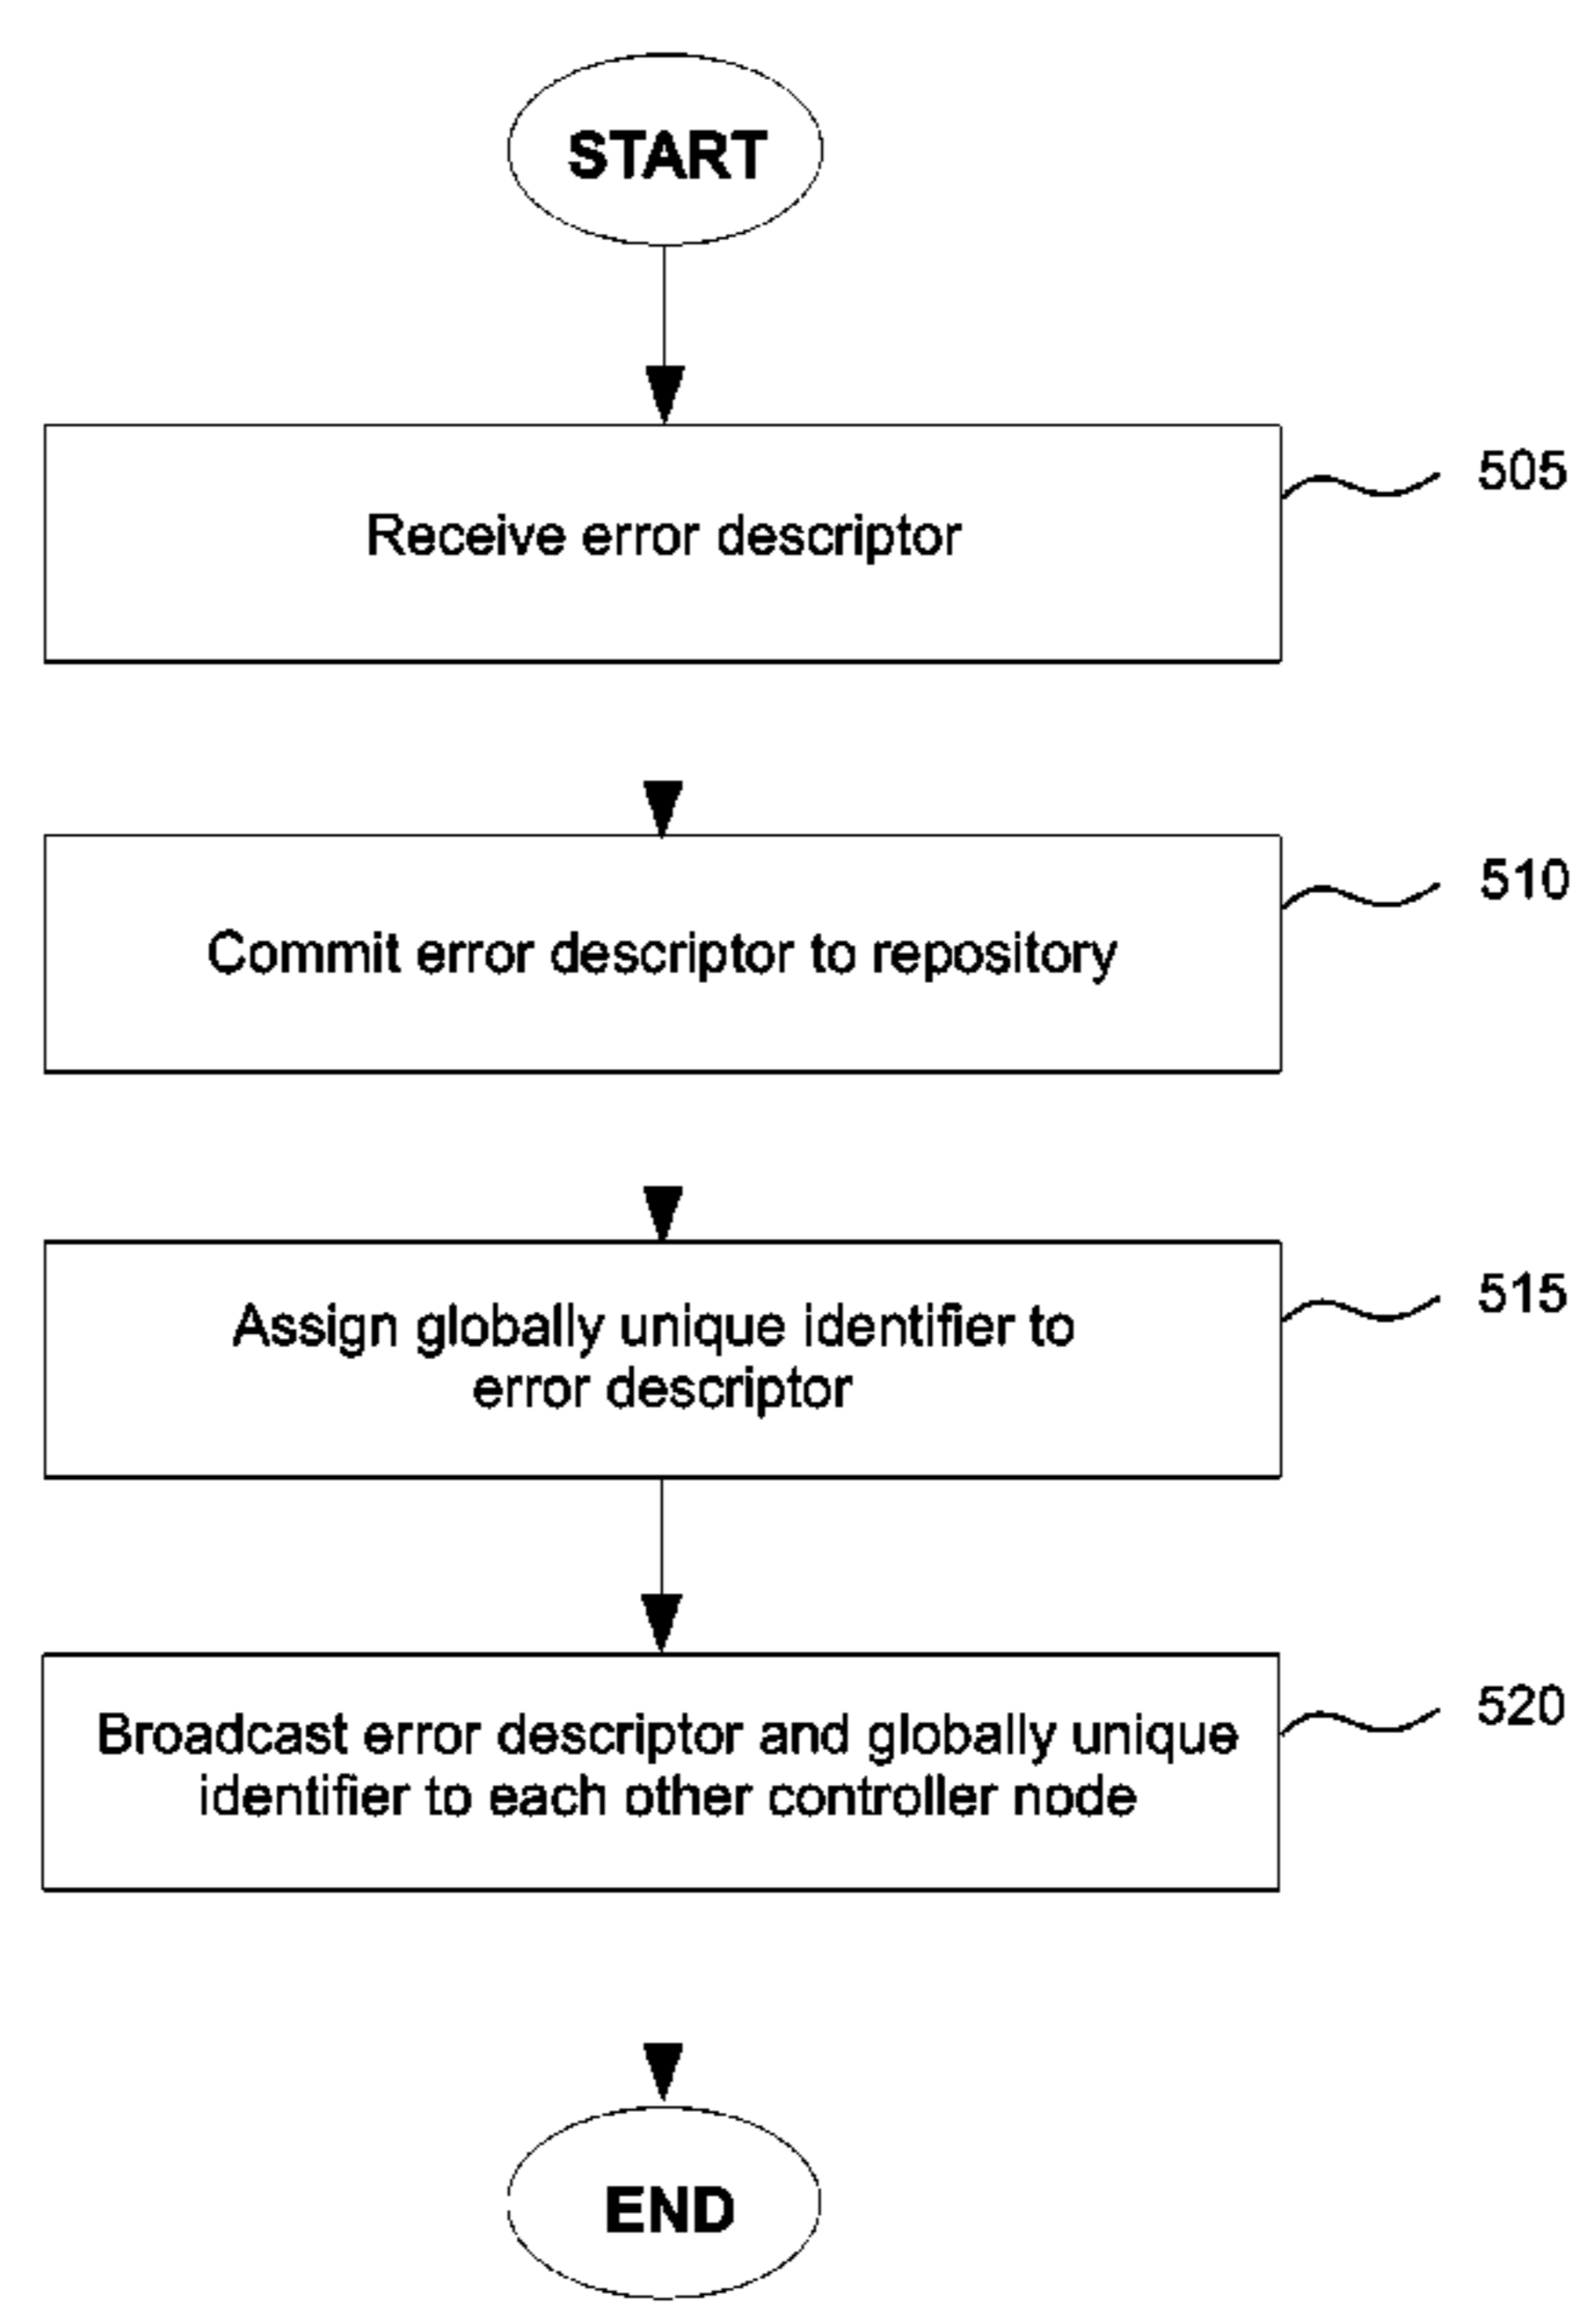 START
Receive error descriptor
505
Commit error descriptor to repository
510
Assign globally unique identifier to
error descriptor
515
Broadcast error descriptor and globally unique
identifier to each other controller node
520
END